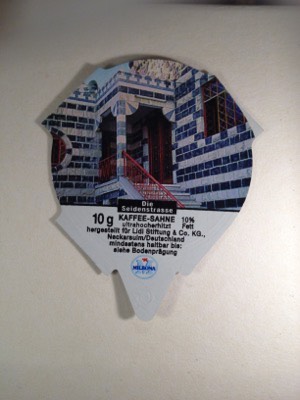 Die
Seidenstrasse
10 g KAFFEE-SAHNE 10%
ultrahocherhitzt Fett
hergestellt für Lidl Stiftung & Co. KG.,
Neckarsulm/Deutschland
mindestens haltbar bis:
siehe Bodenprägung
MILBONA